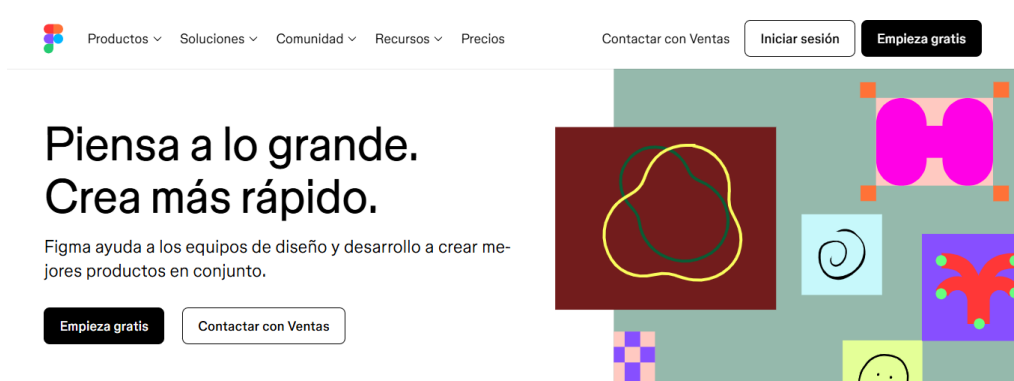 Productos
Soluciones
Comunidad
Recursos
Precios
Contactar con Ventas
Iniciar sesión
Empieza gratis
Piensa a lo grande.
Crea más rápido.
Figma ayuda a los equipos de diseño y desarrollo a crear me-
jores productos en conjunto.
Empieza gratis
Contactar con Ventas